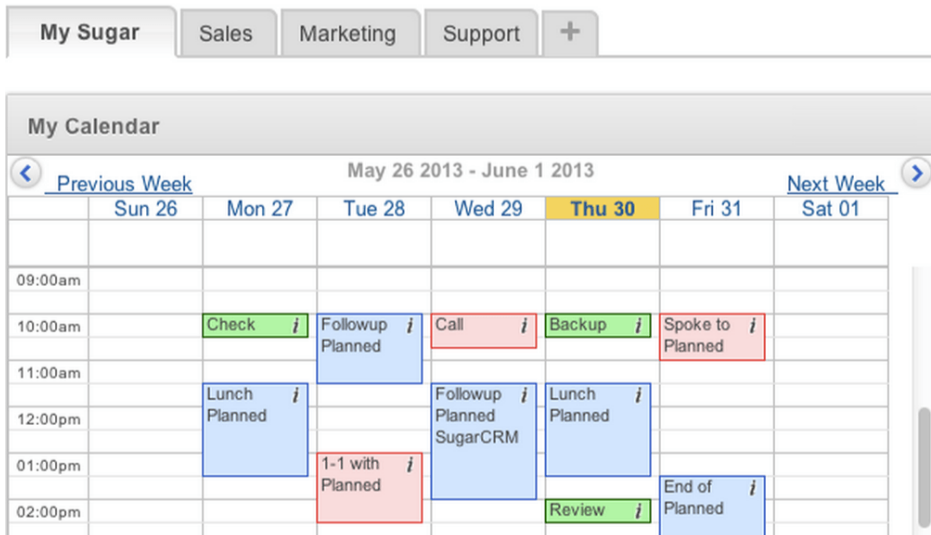 My Sugar Sales Marketing Support +
My Calendar
May 26 2013 - June 1 2013
Previous Week Next Week
Sun 26 Mon 27 Tue 28 Wed 29 Thu 30 Fri 31 Sat 01
09:00am
10:00am Check i Followup i Call i Backup i Spoke to i
Planned Planned
11:00am
Lunch i Followup i Lunch i
12:00pm Planned Planned Planned
SugarCRM
01:00pm 1-1 with i
Planned End of i
02:00pm Review i Planned